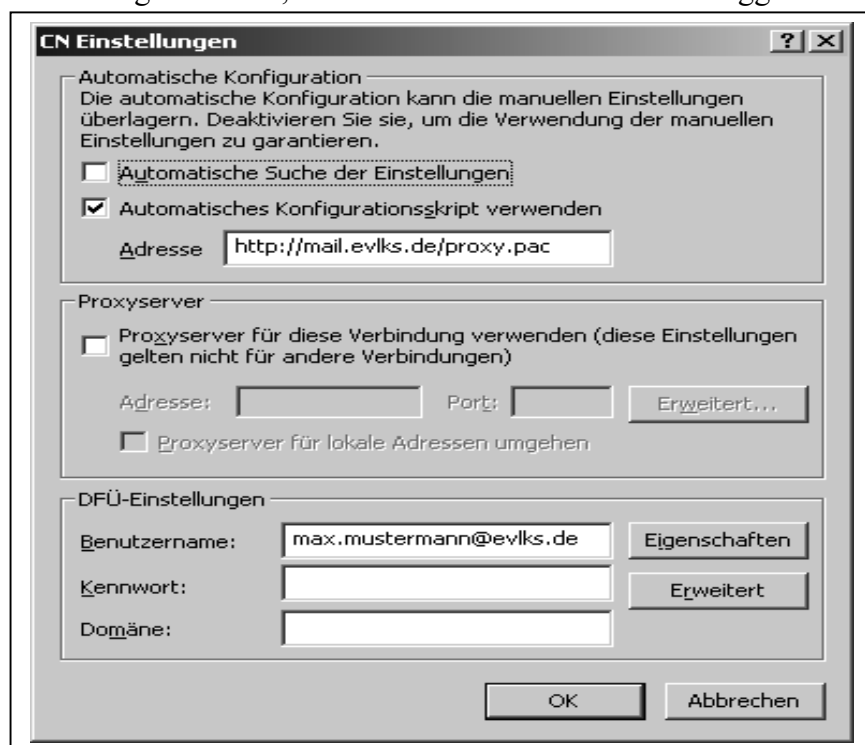 CN Einstellungen
Automatische Konfiguration
Die automatische Konfiguration kann die manuellen Einstellungen
überlagern. Deaktivieren Sie sie, um die Verwendung der manuellen
Einstellungen zu garantieren.
Automatische Suche der Einstellungen
Automatisches Konfigurationsskript verwenden
Adresse http://mail.evlks.de/proxy.pac
Proxyserver
Proxyserver für diese Verbindung verwenden (diese Einstellungen
gelten nicht für andere Verbindungen)
Adresse: Port: Erweitert...
Proxyserver für lokale Adressen umgehen
DFÜ-Einstellungen
Benutzername: max.mustermann@evlks.de Eigenschaften
Kennwort: Erweitert
Domäne:
OK Abbrechen